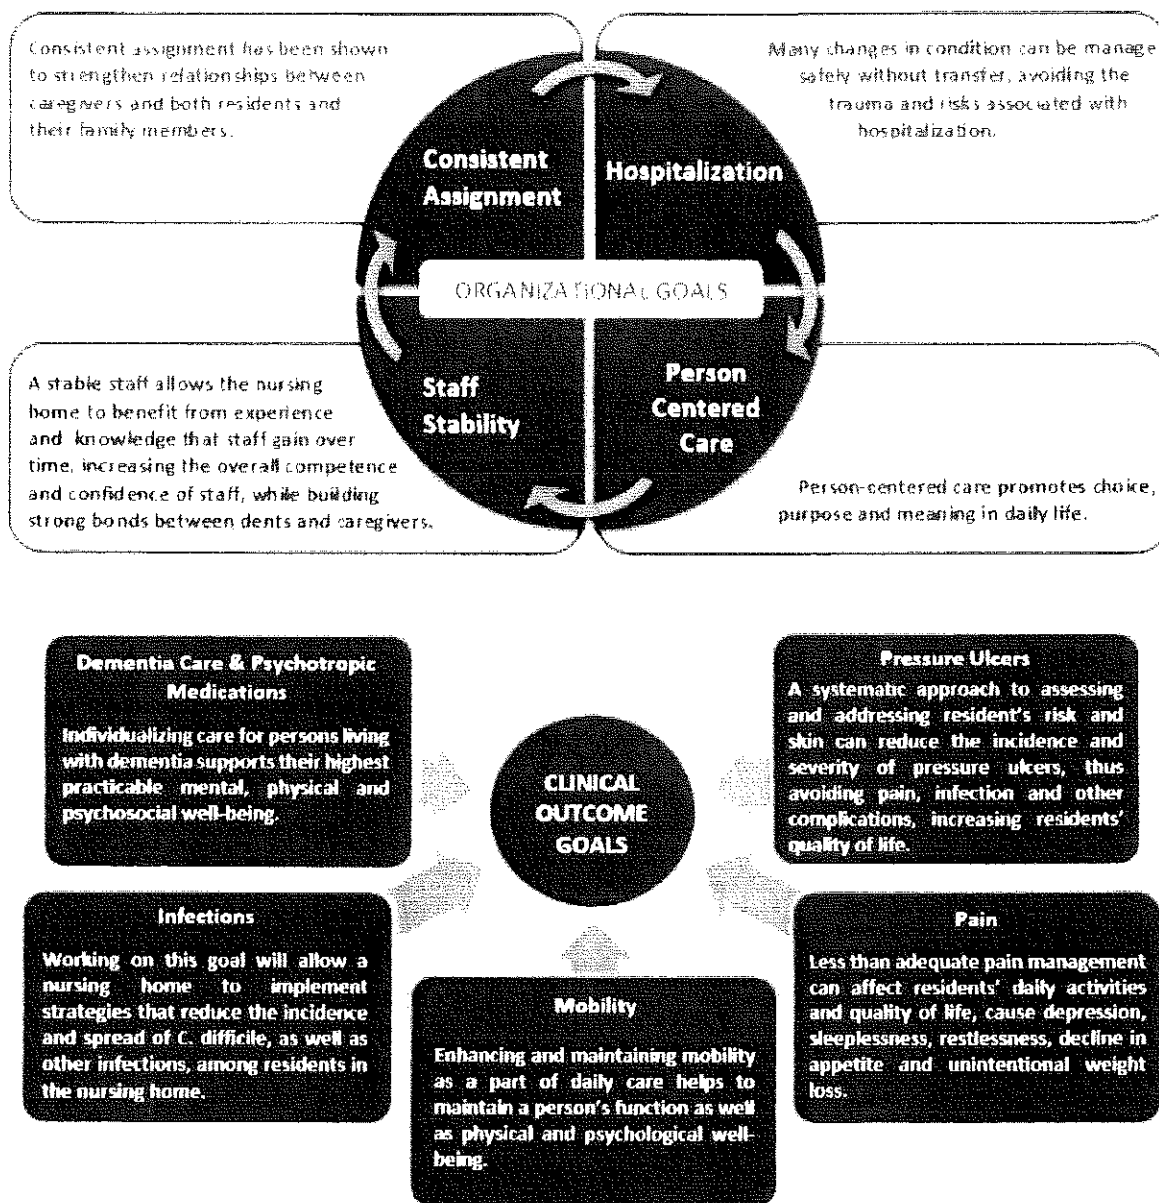 Consistent assignment has been shown
to strengthen relationships between
caregivers and both residents and
their family members.
Many changes in condition can be manage
safely without transfer, avoiding the
trauma and risks associated with
hospitalization.
Consistent
Assignment
Hospitalization
ORGANIZATIONAL GOALS
Staff
Stability
Person
Centered
Care
A stable staff allows the nursing
home to benefit from experience
and knowledge that staff gain over
time, increasing the overall competence
and confidence of staff, while building
strong bonds between dents and caregivers.
Person-centered care promotes choice,
purpose and meaning in daily life.
Dementia Care & Psychotropic
Medications
Individualizing care for persons living
with dementia supports their highest
practicable mental, physical and
psychosocial well-being.
Pressure Ulcers
A systematic approach to assessing
and addressing resident's risk and
skin can reduce the incidence and
severity of pressure ulcers, thus
avoiding pain, infection and other
complications, increasing residents'
quality of life.
CLINICAL
OUTCOME
GOALS
Infections
Working on this goal will allow a
nursing home to implement
strategies that reduce the incidence
and spread of C. difficile, as well as
other infections, among residents in
the nursing home.
Mobility
Enhancing and maintaining mobility
as a part of daily care helps to
maintain a person's function as well
as physical and psychological well-
being.
Pain
Less than adequate pain management
can affect residents' daily activities
and quality of life, cause depression,
sleeplessness, restlessness, decline in
appetite and unintentional weight
loss.